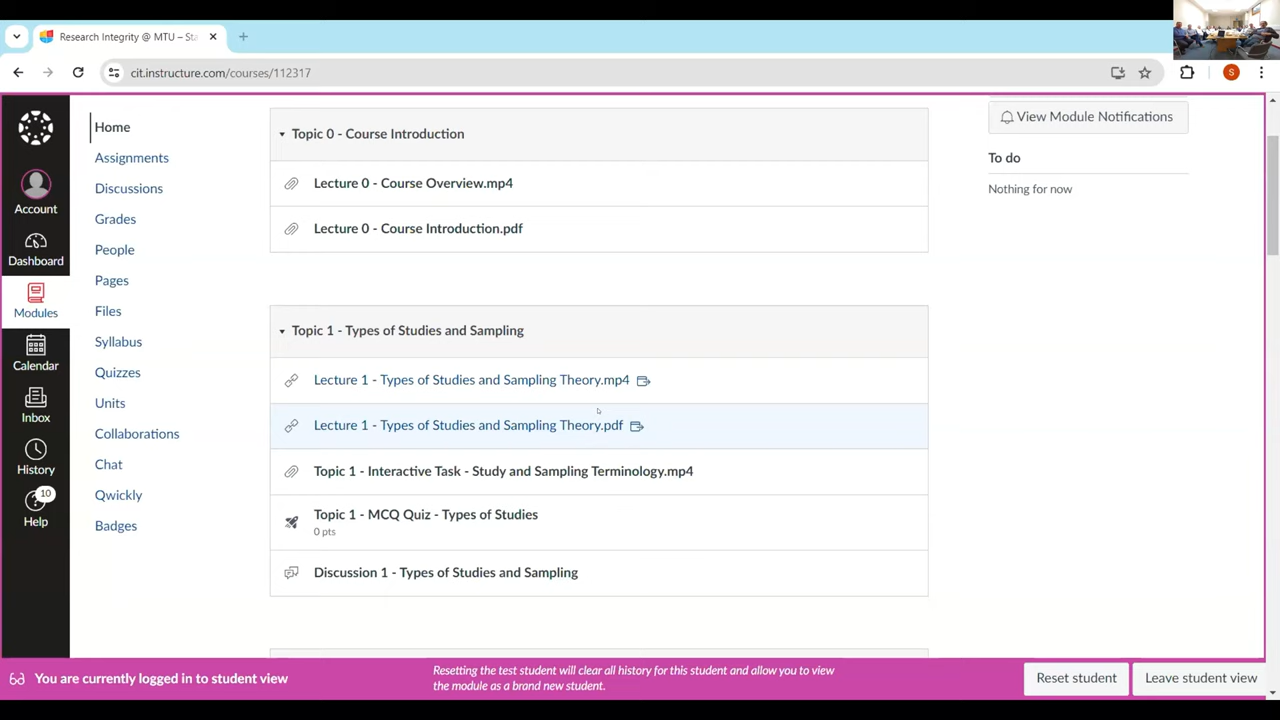 Research Integrity @ MTU – Sta
cit.instructure.com/courses/112317
S
Account
Dashboard
Modules
Calendar
Inbox
History
10
Help
Home
Assignments
Discussions
Grades
People
Pages
Files
Syllabus
Quizzes
Units
Collaborations
Chat
Qwickly
Badges
Topic 0 - Course Introduction
Lecture 0 - Course Overview.mp4
Lecture 0 - Course Introduction.pdf
Topic 1 - Types of Studies and Sampling
Lecture 1 - Types of Studies and Sampling Theory.mp4
Lecture 1 - Types of Studies and Sampling Theory.pdf
Topic 1 - Interactive Task - Study and Sampling Terminology.mp4
Topic 1 - MCQ Quiz - Types of Studies
0 pts
Discussion 1 - Types of Studies and Sampling
View Module Notifications
To do
Nothing for now
You are currently logged in to student view
Resetting the test student will clear all history for this student and allow you to view
the module as a brand new student.
Reset student
Leave student view